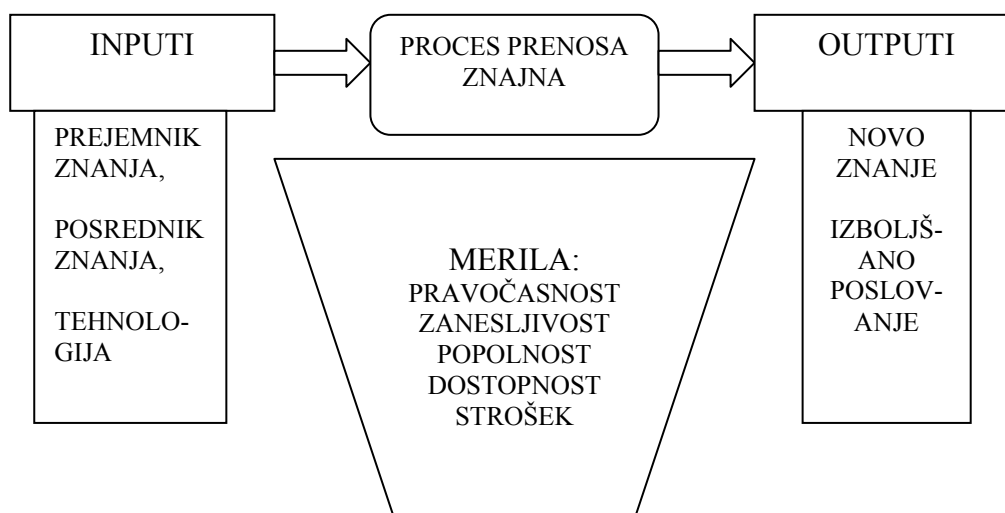 INPUTI
PROCES PRENOSA
ZNAJNA
OUTPUTI
PREJEMNIK
ZNANJA,
POSREDNIK
ZNANJA,
TEHNOLO-
GIJA
MERILA:
PRAVOČASNOST
ZANESLJIVOST
POPOLNOST
DOSTOPNOST
STROŠEK
NOVO
ZNANJE
IZBOLJŠ-
ANO
POSLOV-
ANJE